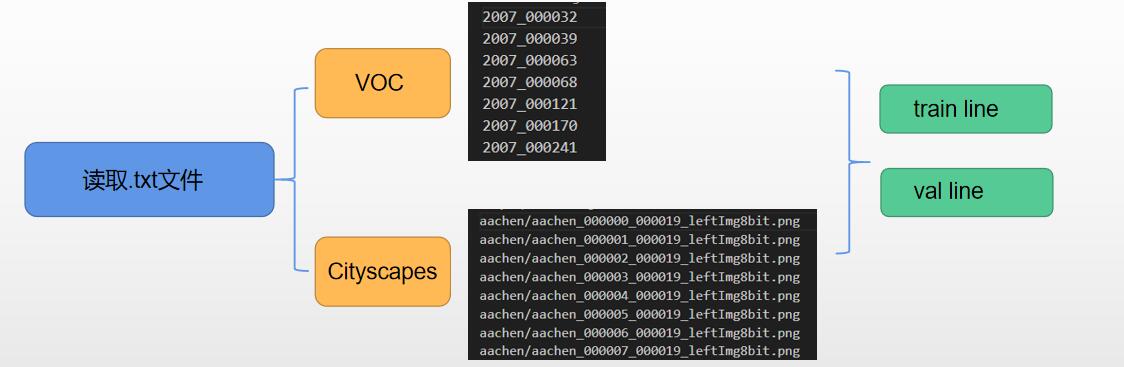 读取.txt文件
VOC
2007_000032
2007_000039
2007_000063
2007_000068
2007_000121
2007_000170
2007_000241
Cityscapes
aachen/aachen_000000_000019_leftImg8bit.png
aachen/aachen_000001_000019_leftImg8bit.png
aachen/aachen_000002_000019_leftImg8bit.png
aachen/aachen_000003_000019_leftImg8bit.png
aachen/aachen_000004_000019_leftImg8bit.png
aachen/aachen_000005_000019_leftImg8bit.png
aachen/aachen_000006_000019_leftImg8bit.png
aachen/aachen_000007_000019_leftImg8bit.png
train line
val line